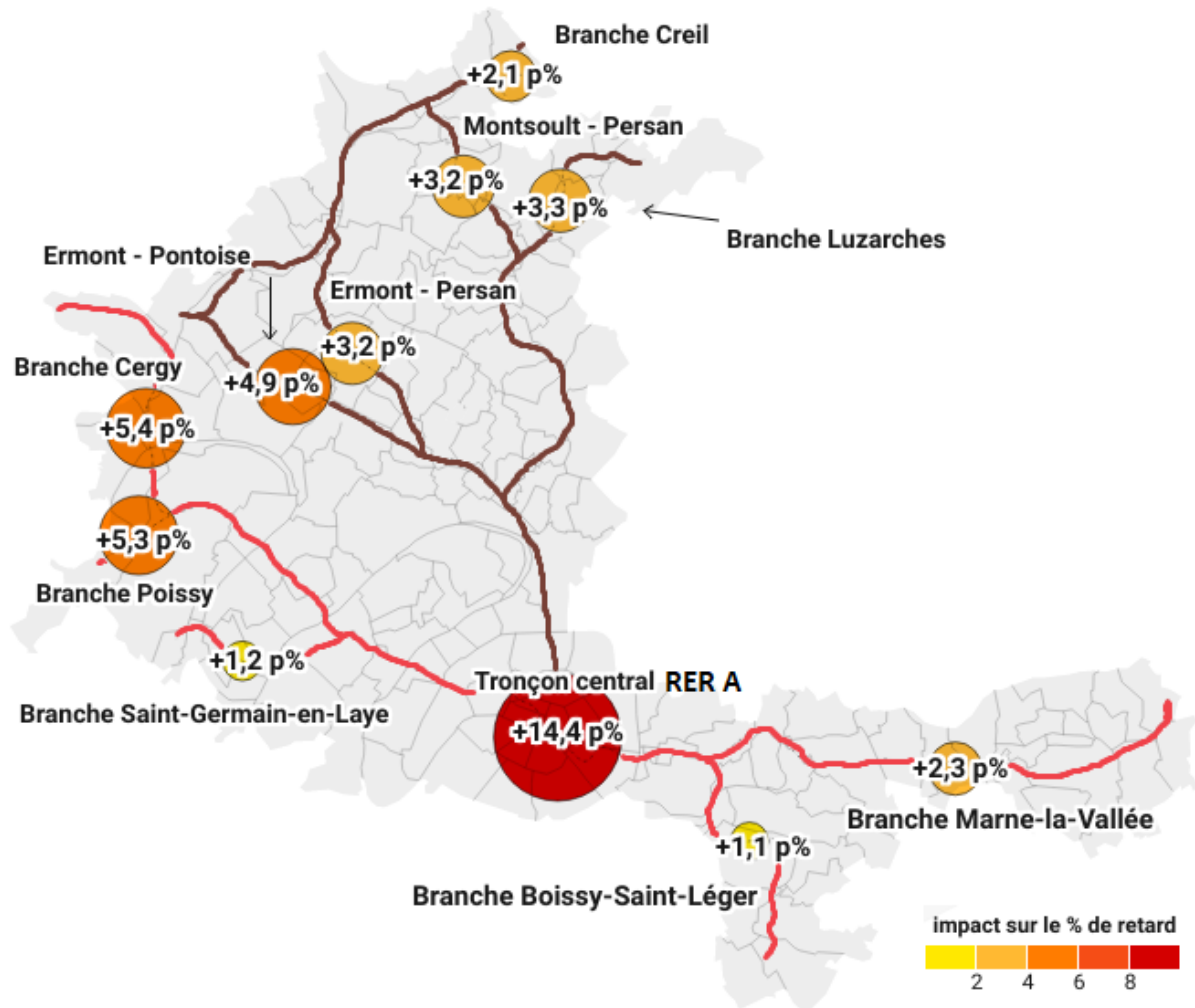 Branche Creil
+2,1 p%
Montsoult - Persan
+3,2 p%
+3,3 p%
Branche Luzarches
Ermont - Pontoise
Ermont - Persan
+3,2 p%
Branche Cergy
+4,9 p%
+5,4 p%
+5,3 p%
Branche Poissy
+1,2 p%
Tronçon central RER A
Branche Saint-Germain-en-Laye
+14,4 p%
+2,3 p%
Branche Marne-la-Vallée
+1,1 p%
Branche Boissy-Saint-Léger
impact sur le % de retard
2 4 6 8